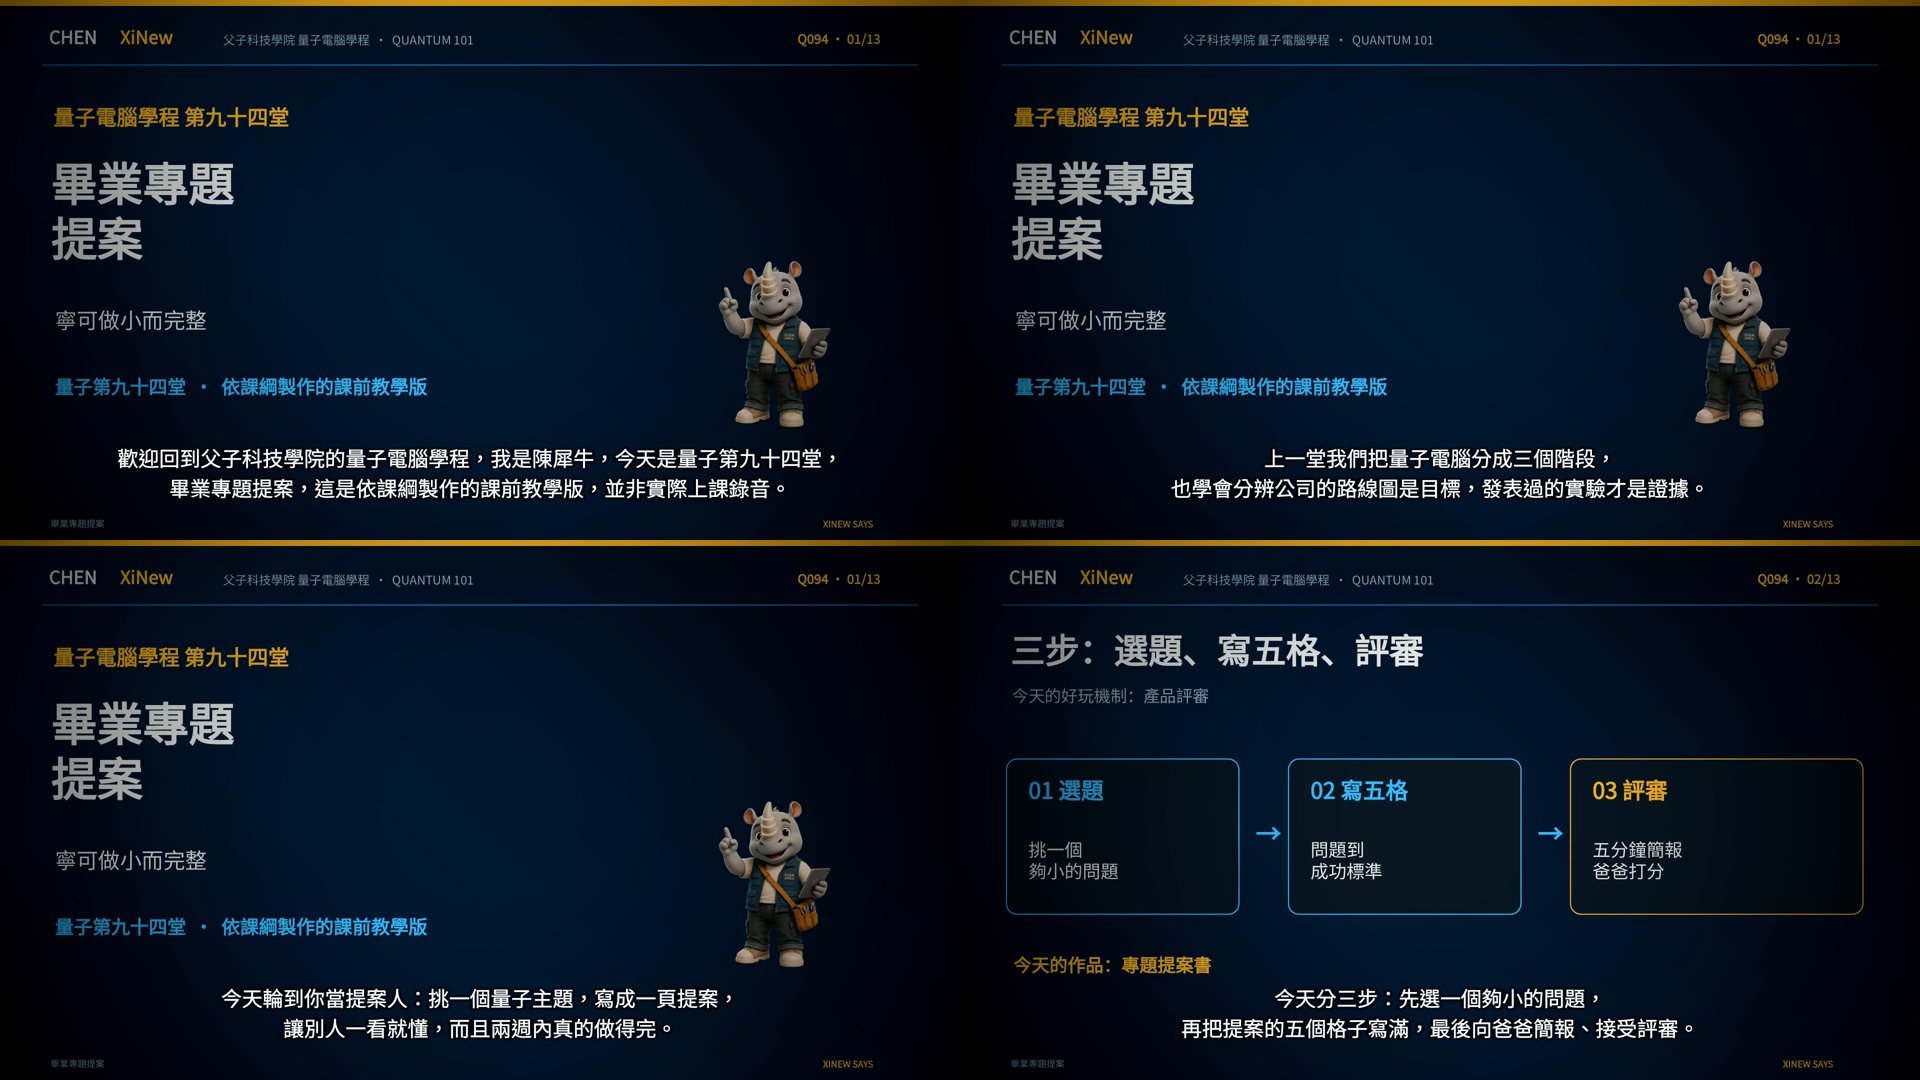 CHEN XiNew 父子科技學院 量子電腦學程 · QUANTUM 101 Q094 · 01/13
量子電腦學程 第九十四堂
畢業專題
提案
寧可做小而完整
量子第九十四堂 · 依課綱製作的課前教學版
歡迎回到父子科技學院的量子電腦學程，我是陳犀牛，今天是量子第九十四堂，
畢業專題提案，這是依課綱製作的課前教學版，並非實際上課錄音。
畢業專題提案 XINEW SAYS
CHEN XiNew 父子科技學院 量子電腦學程 · QUANTUM 101 Q094 · 01/13
量子電腦學程 第九十四堂
畢業專題
提案
寧可做小而完整
量子第九十四堂 · 依課綱製作的課前教學版
上一堂我們把量子電腦分成三個階段，
也學會分辨公司的路線圖是目標，發表過的實驗才是證據。
畢業專題提案 XINEW SAYS
CHEN XiNew 父子科技學院 量子電腦學程 · QUANTUM 101 Q094 · 01/13
量子電腦學程 第九十四堂
畢業專題
提案
寧可做小而完整
量子第九十四堂 · 依課綱製作的課前教學版
今天輪到你當提案人：挑一個量子主題，寫成一頁提案，
讓別人一看就懂，而且兩週內真的做得完。
畢業專題提案 XINEW SAYS
CHEN XiNew 父子科技學院 量子電腦學程 · QUANTUM 101 Q094 · 02/13
三步：選題、寫五格、評審
今天的好玩機制：產品評審
01 選題
挑一個
夠小的問題
→
02 寫五格
問題到
成功標準
→
03 評審
五分鐘簡報
爸爸打分
今天的作品：專題提案書
今天分三步：先選一個夠小的問題，
再把提案的五個格子寫滿，最後向爸爸簡報、接受評審。
畢業專題提案 XINEW SAYS